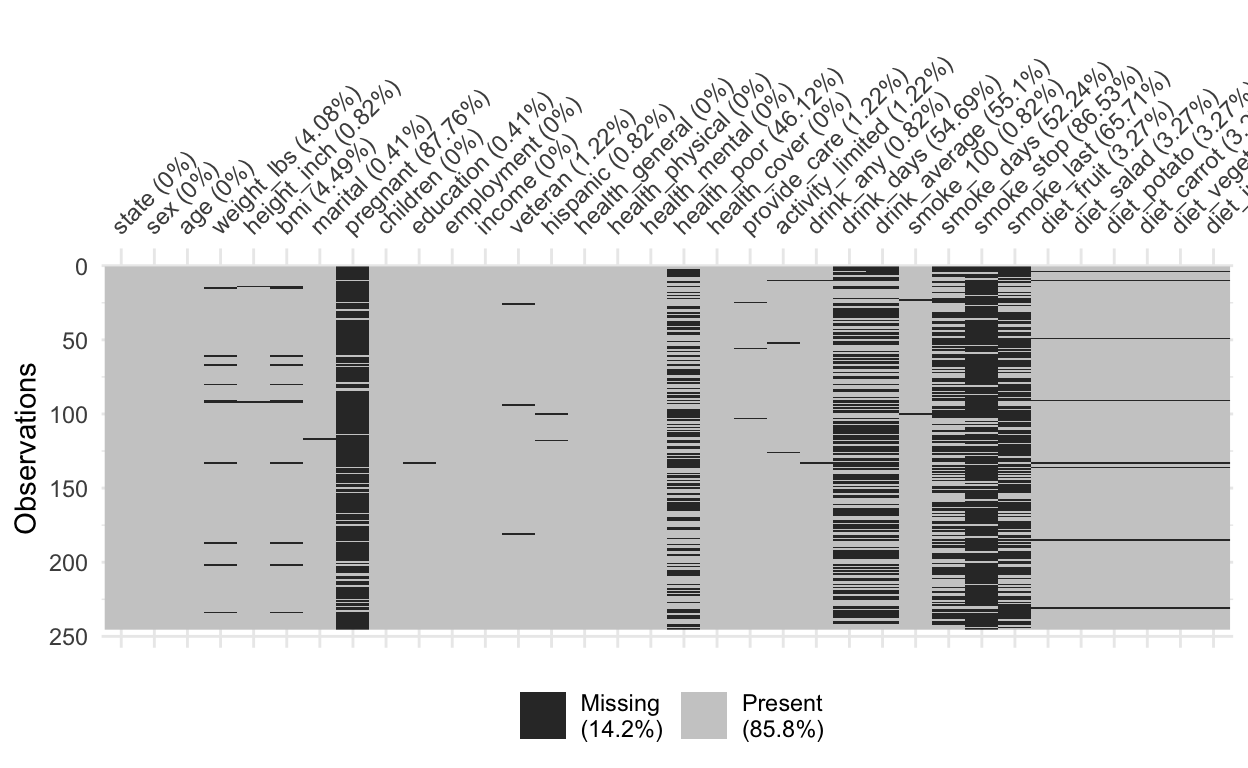 state (0%)
sex (0%)
age (0%)
weight_lbs (4.08%)
height_inch (0.82%)
bmi (4.49%)
marital (0.41%)
pregnant (87.76%)
children (0%)
education (0.41%)
employment (0%)
income (0%)
veteran (1.22%)
hispanic (0.82%)
health_general (0%)
health_physical (0%)
health_mental (0%)
health_poor (46.12%)
health_cover (0%)
provide_care (1.22%)
activity_limited (1.22%)
drink_any (0.82%)
drink_days (54.69%)
drink_average (55.1%)
smoke_100 (0.82%)
smoke_days (52.24%)
smoke_stop (86.53%)
smoke_last (65.71%)
diet_fruit (3.27%)
diet_salad (3.27%)
diet_potato (3.27%
diet_carrot (3.2
diet_veget
diet_
0
50
100
150
200
250
Observations
Missing
(14.2%)
Present
(85.8%)